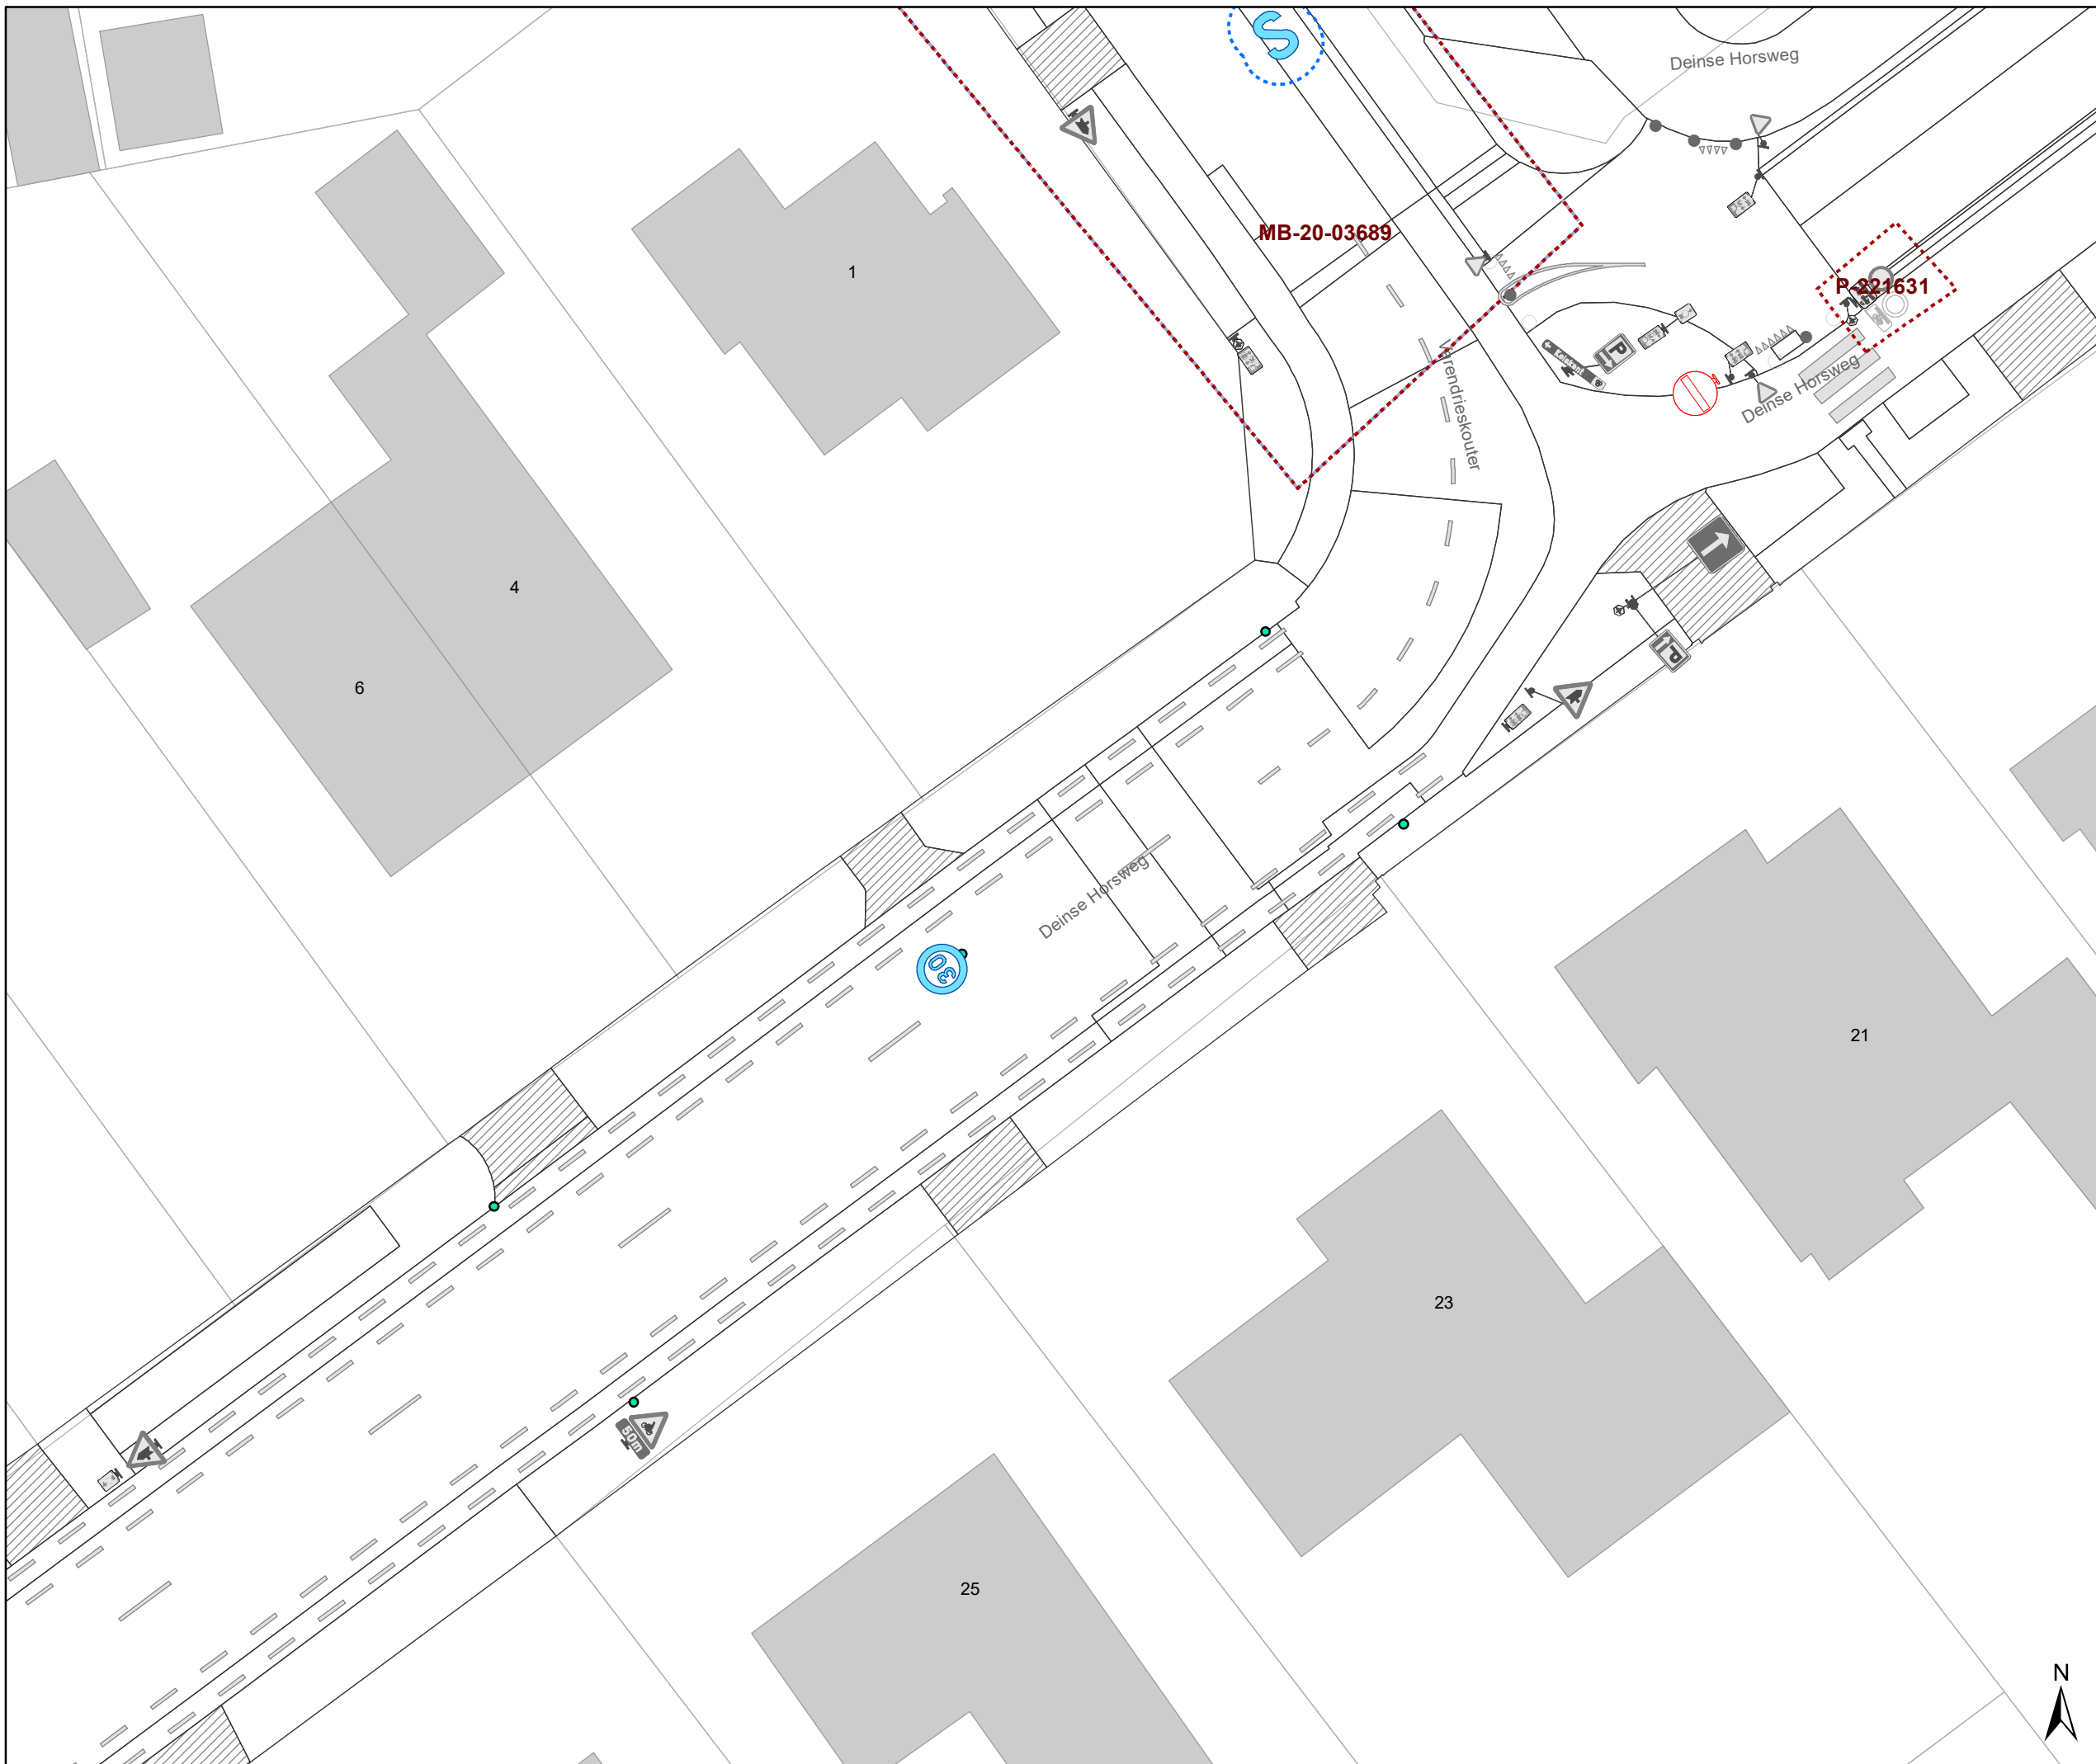 S
Deinse Horsweg
MB-20-03689
1
P-221631
Deinse Horsweg
P
Varendrieskouter
4
P
6
Deinse Horsweg
30
21
23
50m
25
N